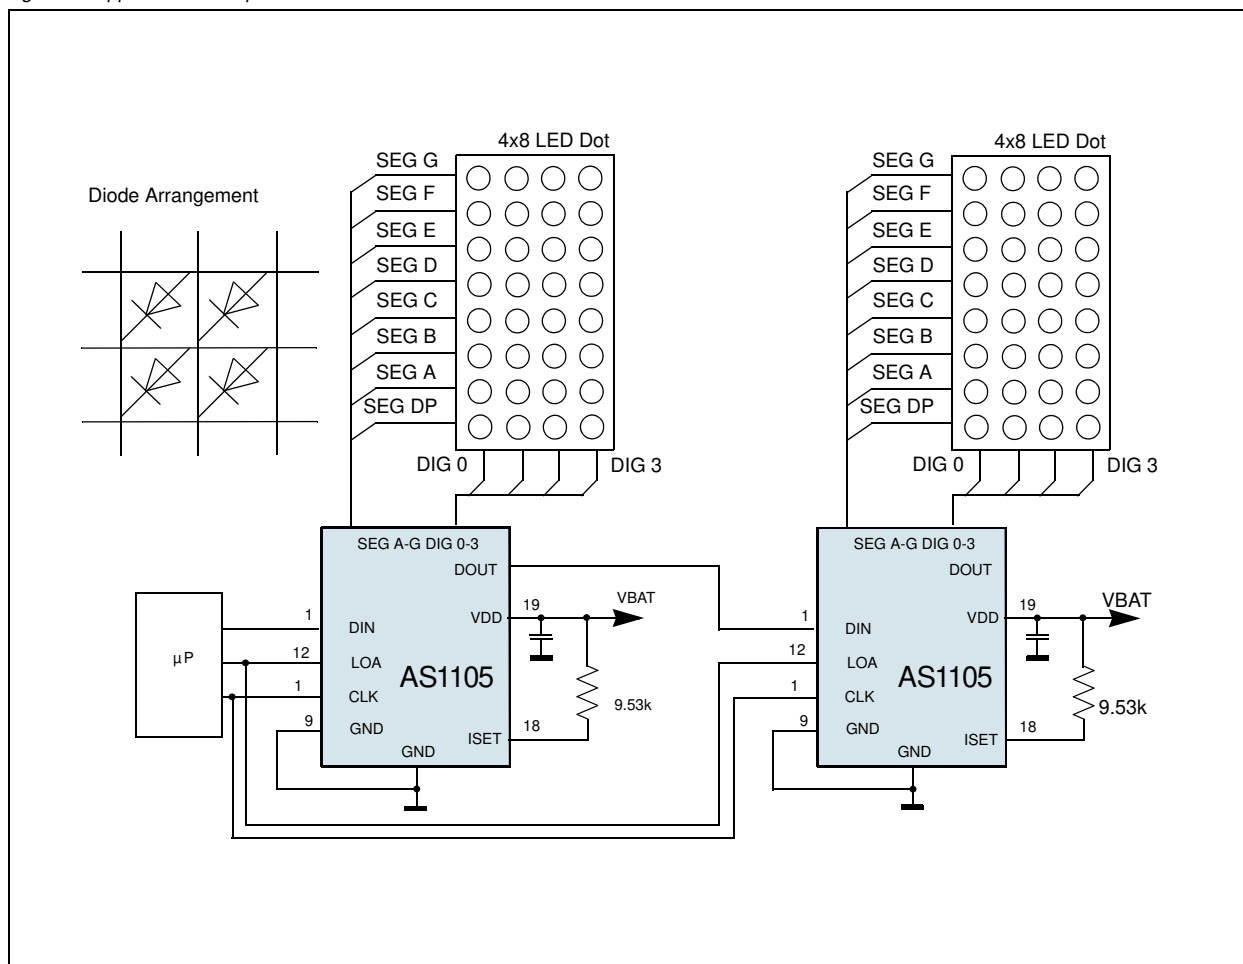 4x8 LED Dot
SEG G
SEG F
SEG E
SEG D
SEG C
SEG B
SEG A
SEG DP
DIG 0
DIG 3
Diode Arrangement
4x8 LED Dot
SEG G
SEG F
SEG E
SEG D
SEG C
SEG B
SEG A
SEG DP
DIG 0
DIG 3
µP
SEG A-G DIG 0-3
DOUT
1
DIN
12
LOA
1
CLK
9
GND
GND
AS1105
VDD
19
VBAT
9.53k
ISET
18
SEG A-G DIG 0-3
DOUT
1
DIN
12
LOA
1
CLK
9
GND
GND
AS1105
VDD
19
VBAT
9.53k
ISET
18